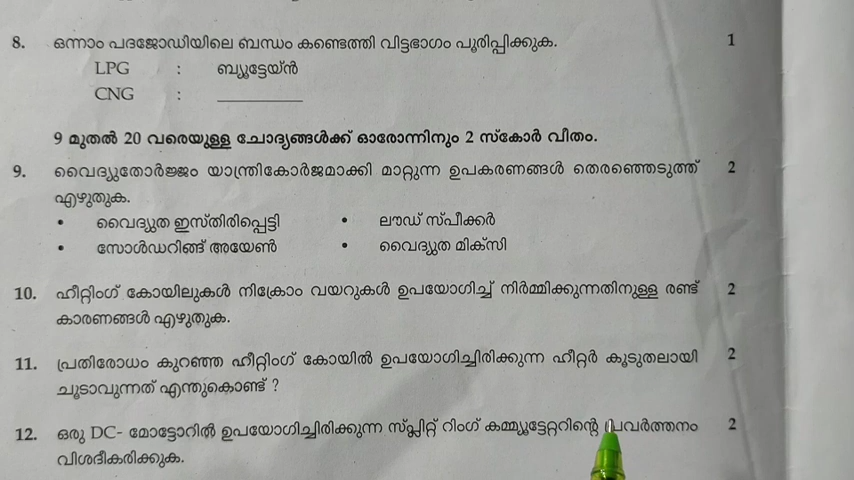 8. ഒന്നാം പദജോഡിയിലെ ബന്ധം കണ്ടെത്തി വിട്ടഭാഗം പൂരിപ്പിക്കുക. 1
LPG : ബ്യൂട്ടേയ്ൻ
CNG : ____________
9 മുതൽ 20 വരെയുള്ള ചോദ്യങ്ങൾക്ക് ഓരോന്നിനും 2 സ്കോർ വീതം.
9. വൈദ്യുതോർജ്ജം യാന്ത്രികോർജമാക്കി മാറ്റുന്ന ഉപകരണങ്ങൾ തെരഞ്ഞെടുത്ത് 2
എഴുതുക.
• വൈദ്യുത ഇസ്തിരിപ്പെട്ടി • ലൗഡ് സ്പീക്കർ
• സോൾഡറിങ്ങ് അയേൺ • വൈദ്യുത മിക്സി
10. ഹീറ്റിംഗ് കോയിലുകൾ നിക്രോം വയറുകൾ ഉപയോഗിച്ച് നിർമ്മിക്കുന്നതിനുള്ള രണ്ട് 2
കാരണങ്ങൾ എഴുതുക.
11. പ്രതിരോധം കുറഞ്ഞ ഹീറ്റിംഗ് കോയിൽ ഉപയോഗിച്ചിരിക്കുന്ന ഹീറ്റർ കൂടുതലായി 2
ചൂടാവുന്നത് എന്തുകൊണ്ട് ?
12. ഒരു DC- മോട്ടോറിൽ ഉപയോഗിച്ചിരിക്കുന്ന സ്പ്ലിറ്റ് റിംഗ് കമ്മ്യൂട്ടേറ്ററിന്റെ പ്രവർത്തനം 2
വിശദീകരിക്കുക.